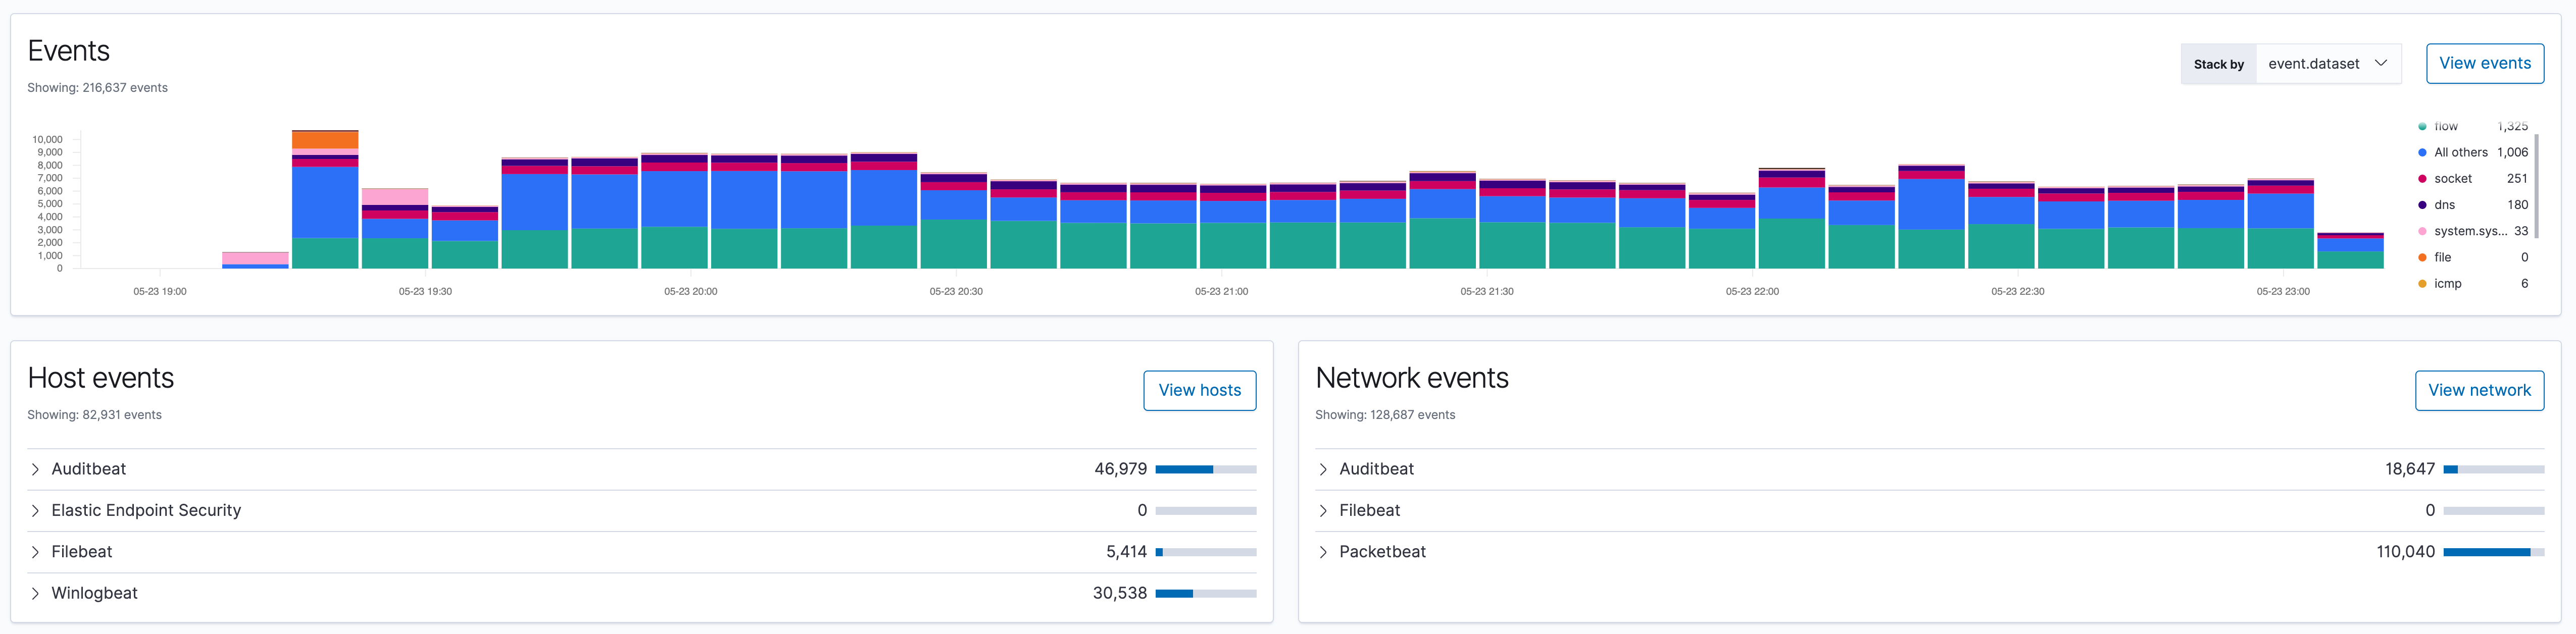 Events
Showing: 216,637 events
Stack by event.dataset
View events
10,000
9,000
8,000
7,000
6,000
5,000
4,000
3,000
2,000
1,000
0
05-23 19:00 05-23 19:30 05-23 20:00 05-23 20:30 05-23 21:00 05-23 21:30 05-23 22:00 05-23 22:30 05-23 23:00
flow 1,325
All others 1,006
socket 251
dns 180
system.sys... 33
file 0
icmp 6
Host events
Showing: 82,931 events
View hosts
Auditbeat 46,979
Elastic Endpoint Security 0
Filebeat 5,414
Winlogbeat 30,538
Network events
Showing: 128,687 events
View network
Auditbeat 18,647
Filebeat 0
Packetbeat 110,040